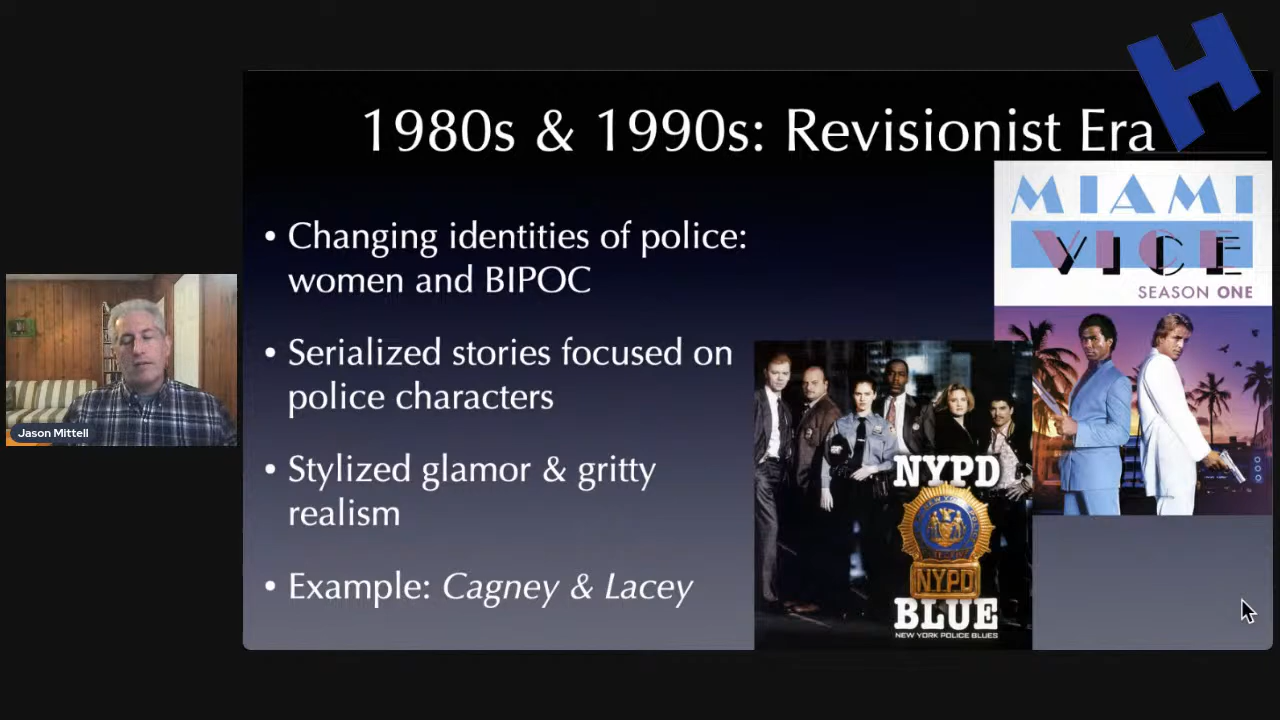 H
1980s & 1990s: Revisionist Era
• Changing identities of police:
women and BIPOC
• Serialized stories focused on
police characters
• Stylized glamor & gritty
realism
• Example: Cagney & Lacey
MIAMI
VICE
SEASON ONE
NYPD
NYPD
BLUE
NEW YORK POLICE BLUES
Jason Mittell